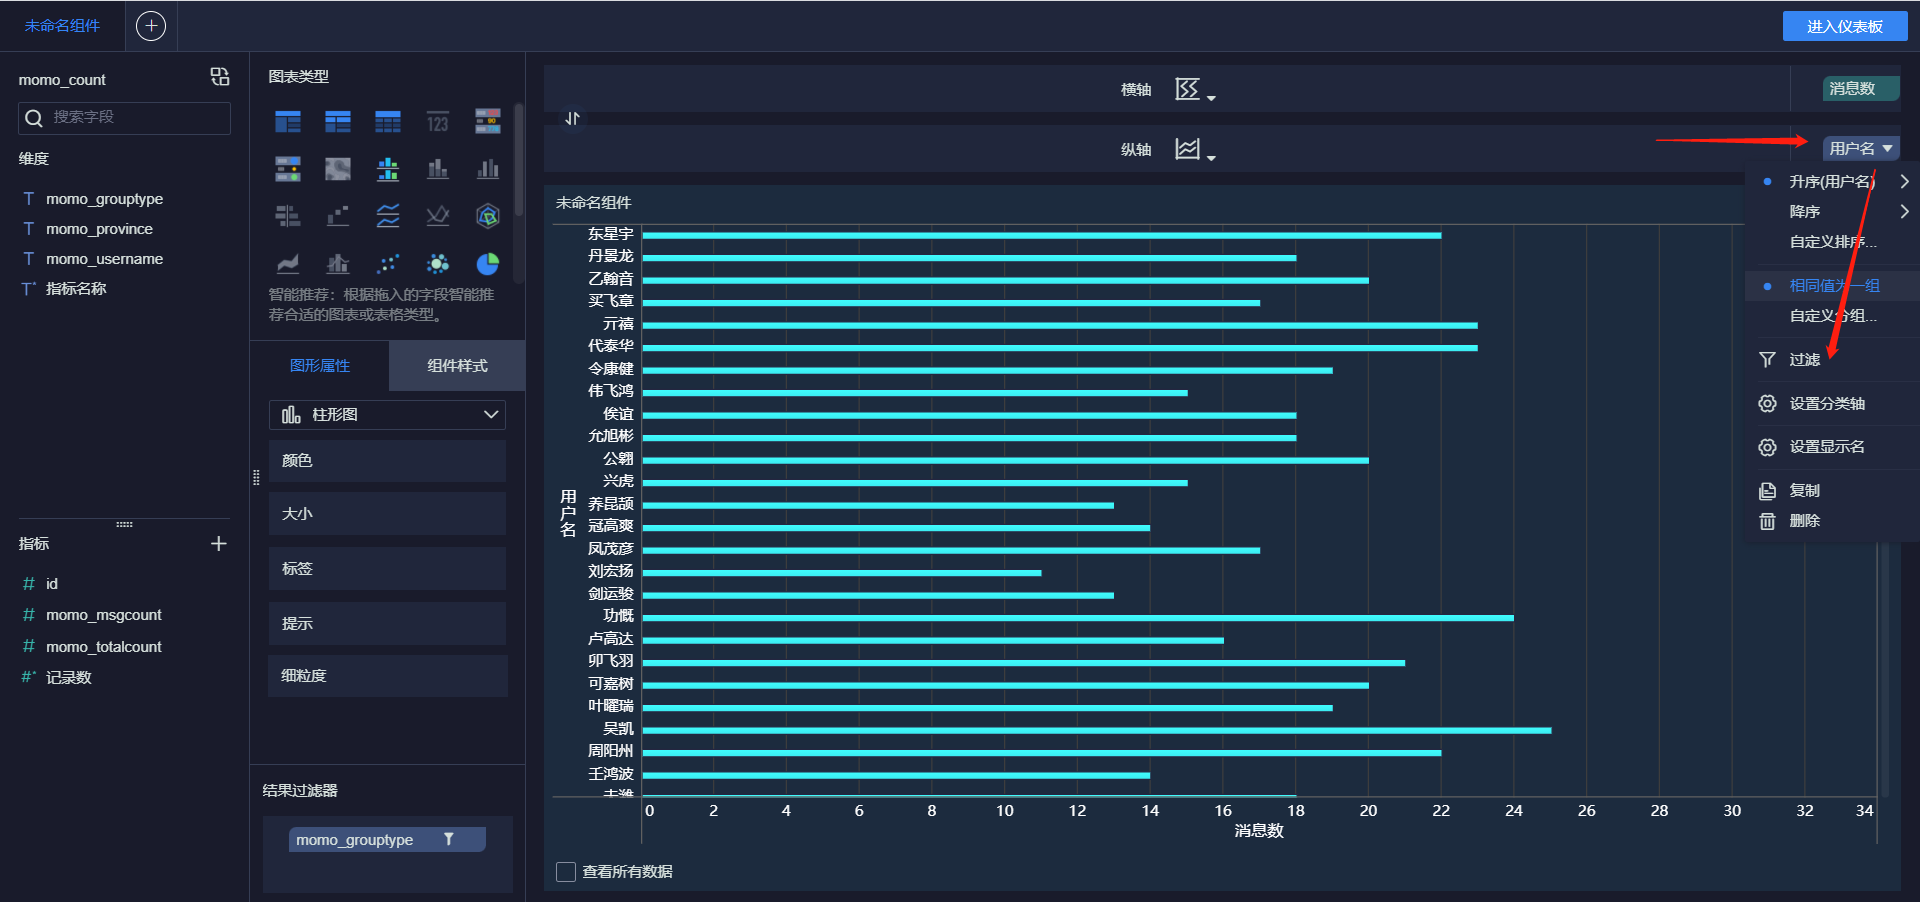 未命名组件
进入仪表板
momo_count
搜索字段
维度
momo_grouptype
momo_province
momo_username
指标名称
指标
id
momo_msgcount
momo_totalcount
记录数
图表类型
123
智能推荐：根据拖入的字段智能推
荐合适的图表或表格类型。
图形属性
组件样式
柱形图
颜色
大小
标签
提示
细粒度
结果过滤器
momo_grouptype
横轴
消息数
纵轴
用户名
未命名组件
用户名
东星宇
丹景龙
乙翰音
买飞章
亓禧
代泰华
令康健
伟飞鸿
俟谊
允旭彬
公翱
兴虎
养昆颉
冠高爽
凤茂彦
刘宏扬
剑运骏
功慨
卢高达
卯飞羽
可嘉树
叶曜瑞
吴凯
周阳州
壬鸿波
0 2 4 6 8 10 12 14 16 18 20 22 24 26 28 30 32 34
消息数
查看所有数据
升序(用户名)
降序
自定义排序...
相同值为一组
自定义分组...
过滤
设置分类轴
设置显示名
复制
删除